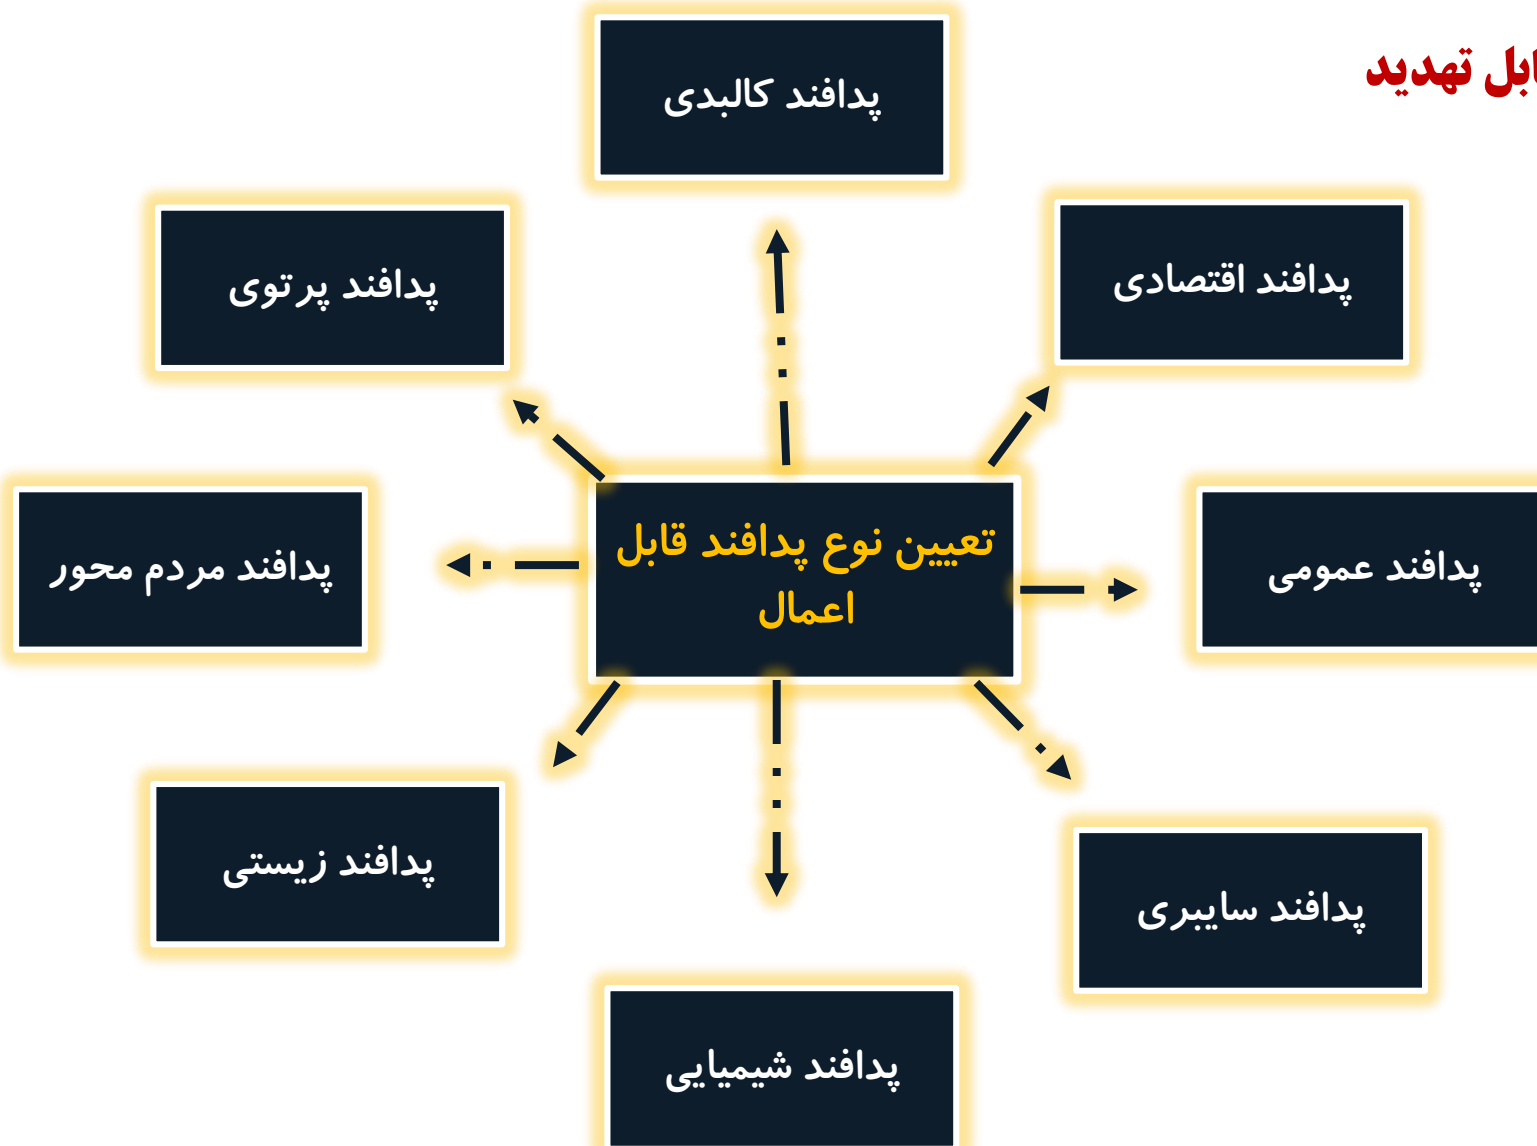 تهدید
پدافند کالبدی
پدافند اقتصادی
پدافند پرتوی
تعیین نوع پدافند قابل
اعمال
پدافند عمومی
پدافند مردم محور
پدافند سایبری
پدافند زیستی
پدافند شیمیایی